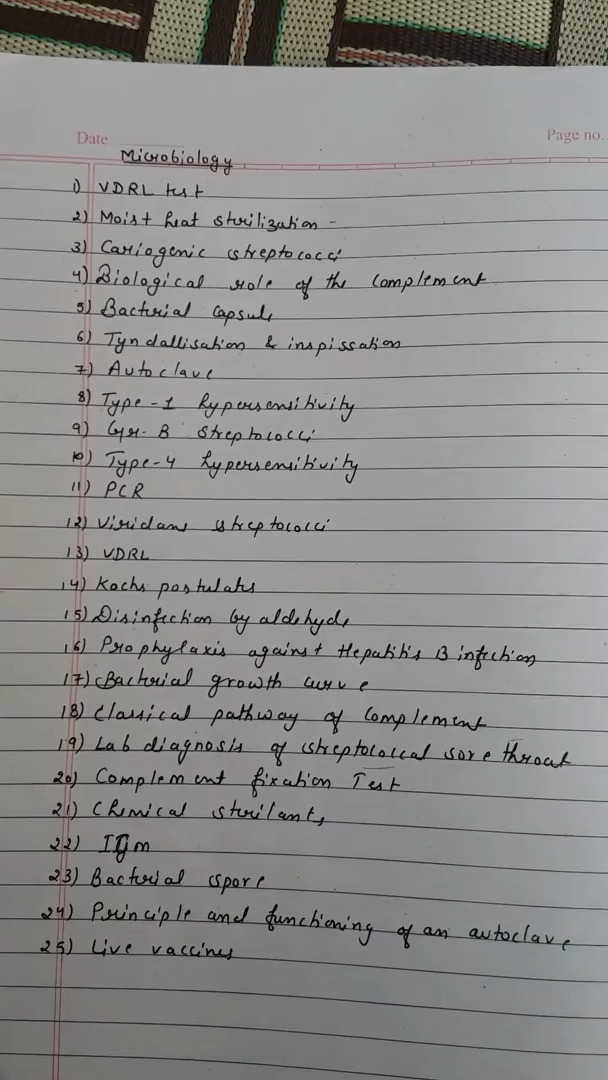 Date
Page no.
Microbiology
1) VDRL test
2) Moist heat sterilization -
3) Cariogenic streptococci
4) Biological role of the complement
5) Bacterial capsule
6) Tyndallisation & inspissation
7) Autoclave
8) Type-1 hypersensitivity
9) Gr-B streptococci
10) Type-4 hypersensitivity
11) PCR
12) Viridans streptococci
13) VDRL
14) Kochs postulates
15) Disinfection by aldehyde
16) Prophylaxis against Hepatitis B infection
17) Bacterial growth curve
18) Classical pathway of complement
19) Lab diagnosis of streptococcal sore throat
20) Complement fixation Test
21) Chemical sterilants
22) IgM
23) Bacterial spore
24) Principle and functioning of an autoclave
25) Live vaccines